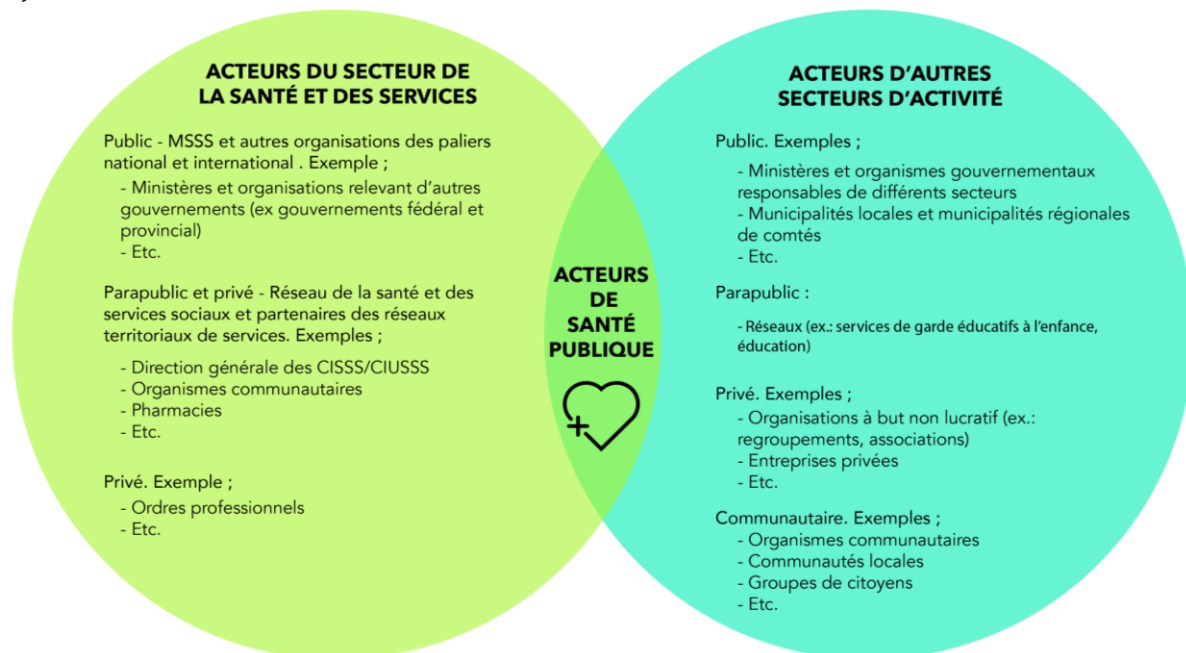 ACTEURS DU SECTEUR DE
LA SANTÉ ET DES SERVICES
Public - MSSS et autres organisations des paliers
national et international . Exemple ;
- Ministères et organisations relevant d'autres
gouvernements (ex gouvernements fédéral et
provincial)
- Etc.
Parapublic et privé - Réseau de la santé et des
services sociaux et partenaires des réseaux
territoriaux de services. Exemples ;
- Direction générale des CISSS/CIUSSS
- Organismes communautaires
- Pharmacies
- Etc.
Privé. Exemple ;
- Ordres professionnels
- Etc.
ACTEURS
DE
SANTÉ
PUBLIQUE
ACTEURS D'AUTRES
SECTEURS D'ACTIVITÉ
Public. Exemples ;
- Ministères et organismes gouvernementaux
responsables de différents secteurs
- Municipalités locales et municipalités régionales
de comtés
- Etc.
Parapublic :
- Réseaux (ex.: services de garde éducatifs à l'enfance,
éducation)
Privé. Exemples ;
- Organisations à but non lucratif (ex.:
regroupements, associations)
- Entreprises privées
- Etc.
Communautaire. Exemples ;
- Organismes communautaires
- Communautés locales
- Groupes de citoyens
- Etc.